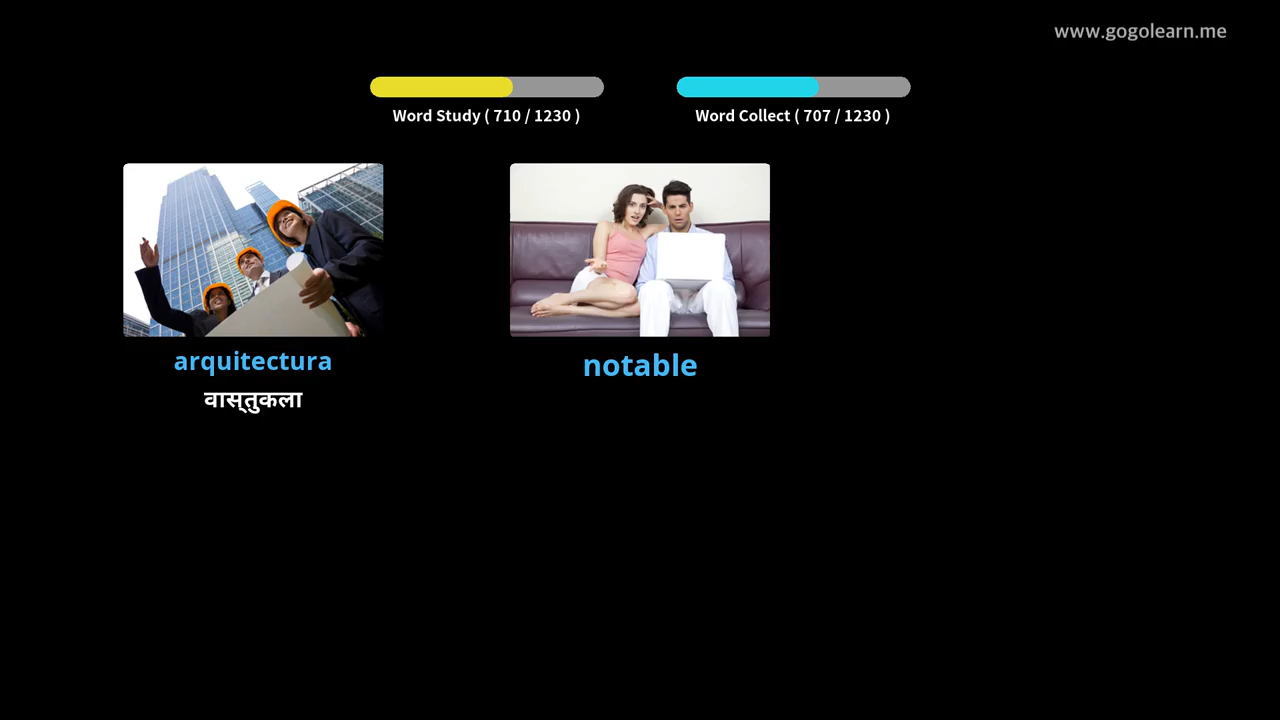 www.gogolearn.me
Word Study ( 710 / 1230 )
Word Collect ( 707 / 1230 )
arquitectura
वास्तुकला
notable